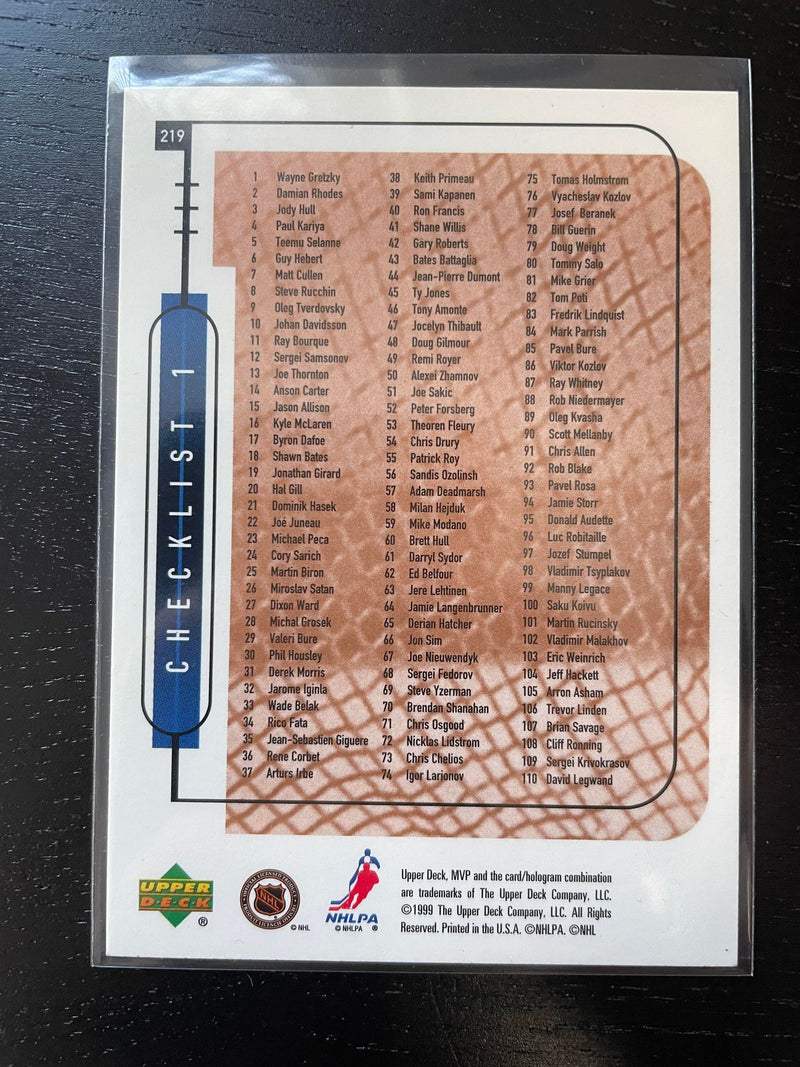 219
CHECKLIST 1
1 Wayne Gretzky
2 Damian Rhodes
3 Jody Hull
4 Paul Kariya
5 Teemu Selanne
6 Guy Hebert
7 Matt Cullen
8 Steve Rucchin
9 Oleg Tverdovsky
10 Johan Davidsson
11 Ray Bourque
12 Sergei Samsonov
13 Joe Thornton
14 Anson Carter
15 Jason Allison
16 Kyle McLaren
17 Byron Dafoe
18 Shawn Bates
19 Jonathan Girard
20 Hal Gill
21 Dominik Hasek
22 Joé Juneau
23 Michael Peca
24 Cory Sarich
25 Martin Biron
26 Miroslav Satan
27 Dixon Ward
28 Michal Grosek
29 Valeri Bure
30 Phil Housley
31 Derek Morris
32 Jarome Iginla
33 Wade Belak
34 Rico Fata
35 Jean-Sebastien Giguere
36 Rene Corbet
37 Arturs Irbe
38 Keith Primeau
39 Sami Kapanen
40 Ron Francis
41 Shane Willis
42 Gary Roberts
43 Bates Battaglia
44 Jean-Pierre Dumont
45 Ty Jones
46 Tony Amonte
47 Jocelyn Thibault
48 Doug Gilmour
49 Remi Royer
50 Alexei Zhamnov
51 Joe Sakic
52 Peter Forsberg
53 Theoren Fleury
54 Chris Drury
55 Patrick Roy
56 Sandis Ozolinsh
57 Adam Deadmarsh
58 Milan Hejduk
59 Mike Modano
60 Brett Hull
61 Darryl Sydor
62 Ed Belfour
63 Jere Lehtinen
64 Jamie Langenbrunner
65 Derian Hatcher
66 Jon Sim
67 Joe Nieuwendyk
68 Sergei Fedorov
69 Steve Yzerman
70 Brendan Shanahan
71 Chris Osgood
72 Nicklas Lidstrom
73 Chris Chelios
74 Igor Larionov
75 Tomas Holmstrom
76 Vyacheslav Kozlov
77 Josef Beranek
78 Bill Guerin
79 Doug Weight
80 Tommy Salo
81 Mike Grier
82 Tom Poti
83 Fredrik Lindquist
84 Mark Parrish
85 Pavel Bure
86 Viktor Kozlov
87 Ray Whitney
88 Rob Niedermayer
89 Oleg Kvasha
90 Scott Mellanby
91 Chris Allen
92 Rob Blake
93 Pavel Rosa
94 Jamie Storr
95 Donald Audette
96 Luc Robitaille
97 Jozef Stumpel
98 Vladimir Tsyplakov
99 Manny Legace
100 Saku Koivu
101 Martin Rucinsky
102 Vladimir Malakhov
103 Eric Weinrich
104 Jeff Hackett
105 Arron Asham
106 Trevor Linden
107 Brian Savage
108 Cliff Ronning
109 Sergei Krivokrasov
110 David Legwand
UPPER
DECK ®
NHL
© NHL
NHLPA
© NHLPA ®
Upper Deck, MVP and the card/hologram combination
are trademarks of The Upper Deck Company, LLC.
©1999 The Upper Deck Company, LLC. All Rights
Reserved. Printed in the U.S.A. ©NHLPA. ©NHL